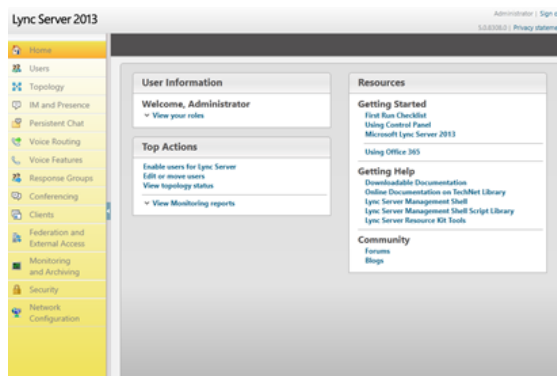 Lync Server 2013
Administrator | Sign o
5.0.8308.0 | Privacy stateme
Home
Users
Topology
IM and Presence
Persistent Chat
Voice Routing
Voice Features
Response Groups
Conferencing
Clients
Federation and
External Access
Monitoring
and Archiving
Security
Network
Configuration
User Information
Welcome, Administrator
View your roles
Top Actions
Enable users for Lync Server
Edit or move users
View topology status
View Monitoring reports
Resources
Getting Started
First Run Checklist
Using Control Panel
Microsoft Lync Server 2013
Using Office 365
Getting Help
Downloadable Documentation
Online Documentation on TechNet Library
Lync Server Management Shell
Lync Server Management Shell Script Library
Lync Server Resource Kit Tools
Community
Forums
Blogs